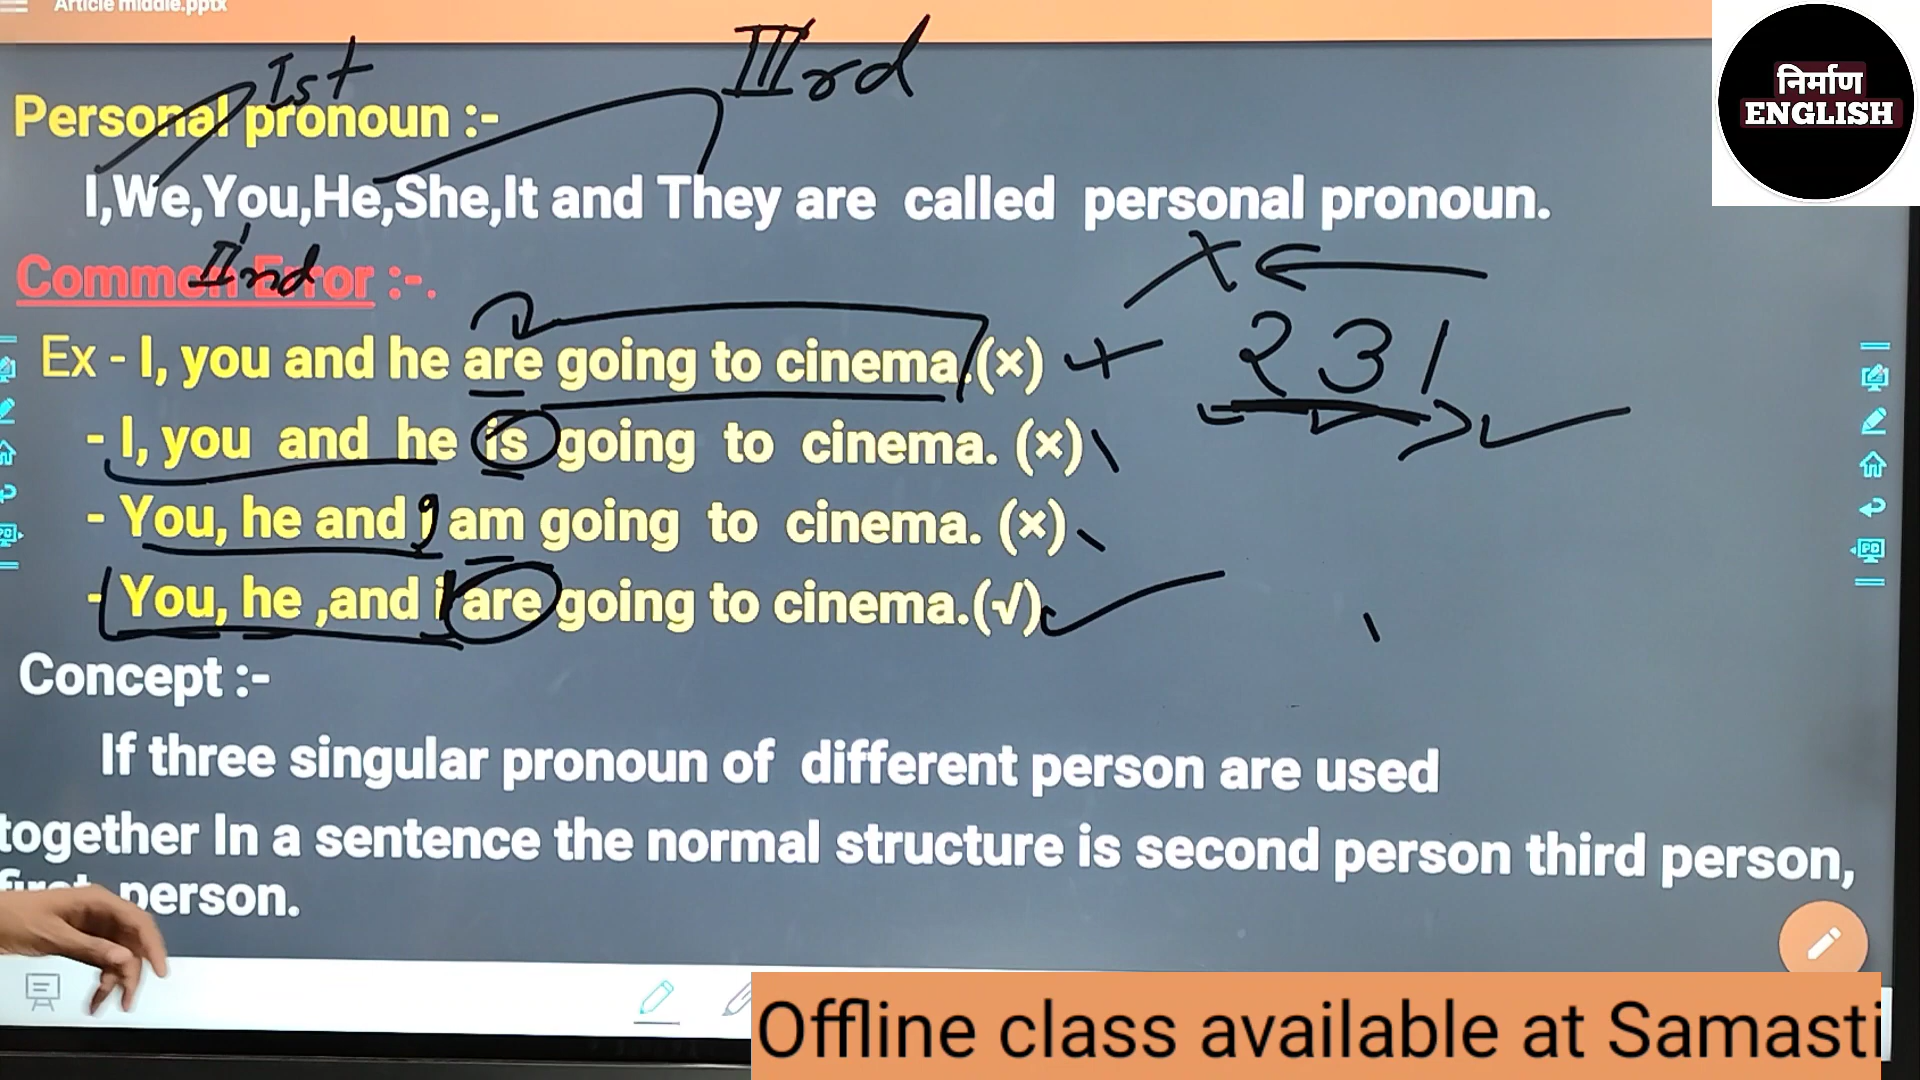 Article middle.pptx
Ist
IIIrd
निर्माण
ENGLISH
Personal pronoun :-
I,We,You,He,She,It and They are called personal pronoun.
IInd
Common Error :-.
Ex - I, you and he are going to cinema.(×)
231
- I, you and he is going to cinema. (×)
- You, he and i am going to cinema. (×)
- You, he ,and i are going to cinema.(√)
Concept :-
If three singular pronoun of different person are used
together In a sentence the normal structure is second person third person,
first person.
Offline class available at Samasti